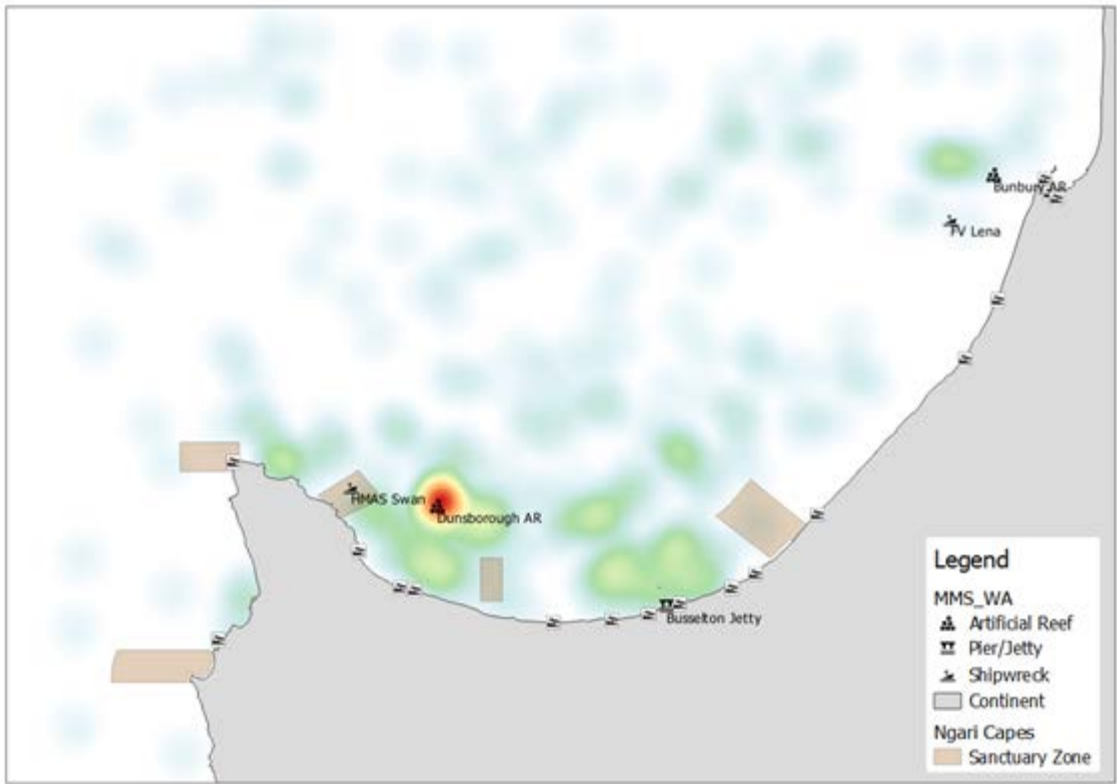 Bunbury AR
FV Lena
HMAS Swan
Dunsborough AR
Busselton Jetty
Legend
MMS_WA
Artificial Reef
Pier/Jetty
Shipwreck
Continent
Ngari Capes
Sanctuary Zone